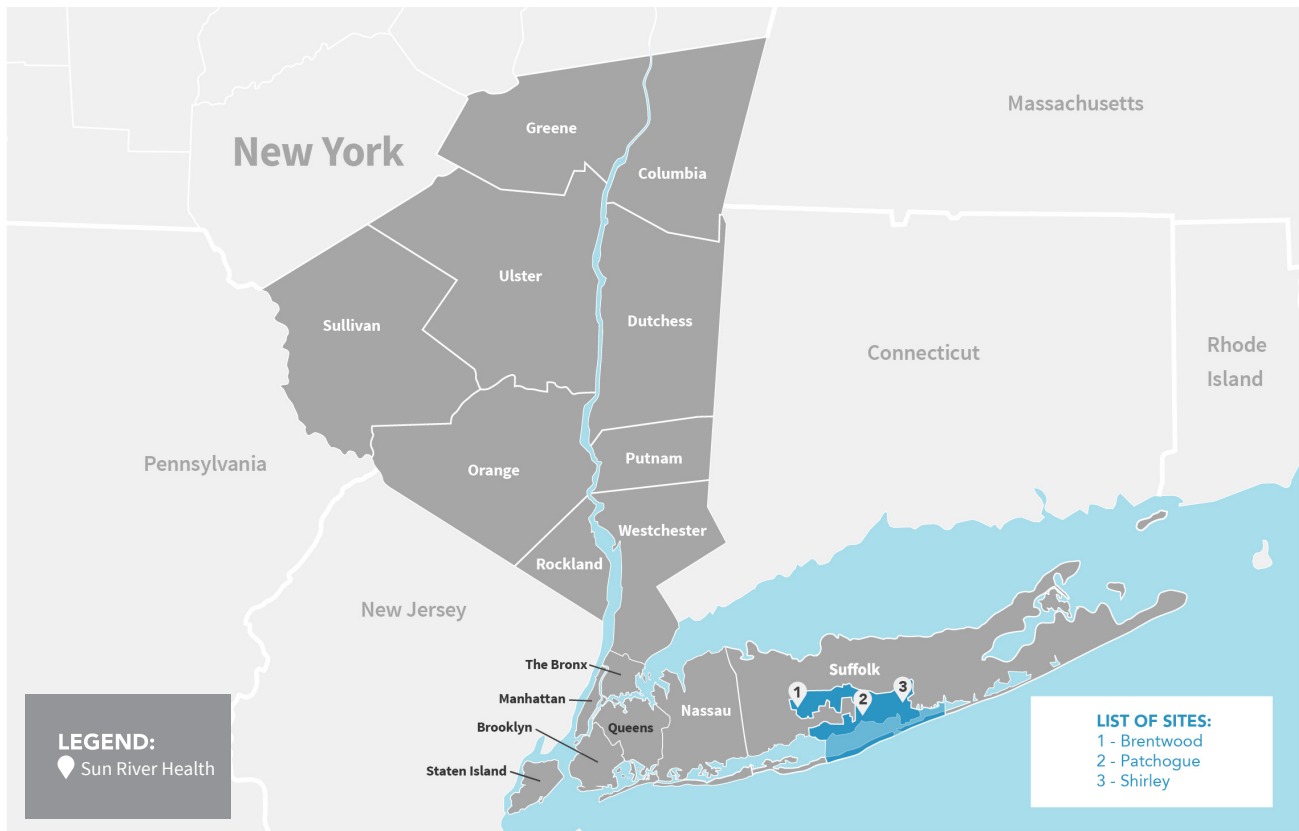 Massachusetts
New York
Greene
Columbia
Ulster
Sullivan
Dutchess
Connecticut
Rhode
Island
Pennsylvania
Orange
Putnam
Westchester
Rockland
New Jersey
The Bronx
Suffolk
1
2
3
Manhattan
Nassau
Brooklyn
Queens
Staten Island
LEGEND:
Sun River Health
LIST OF SITES:
1 - Brentwood
2 - Patchogue
3 - Shirley